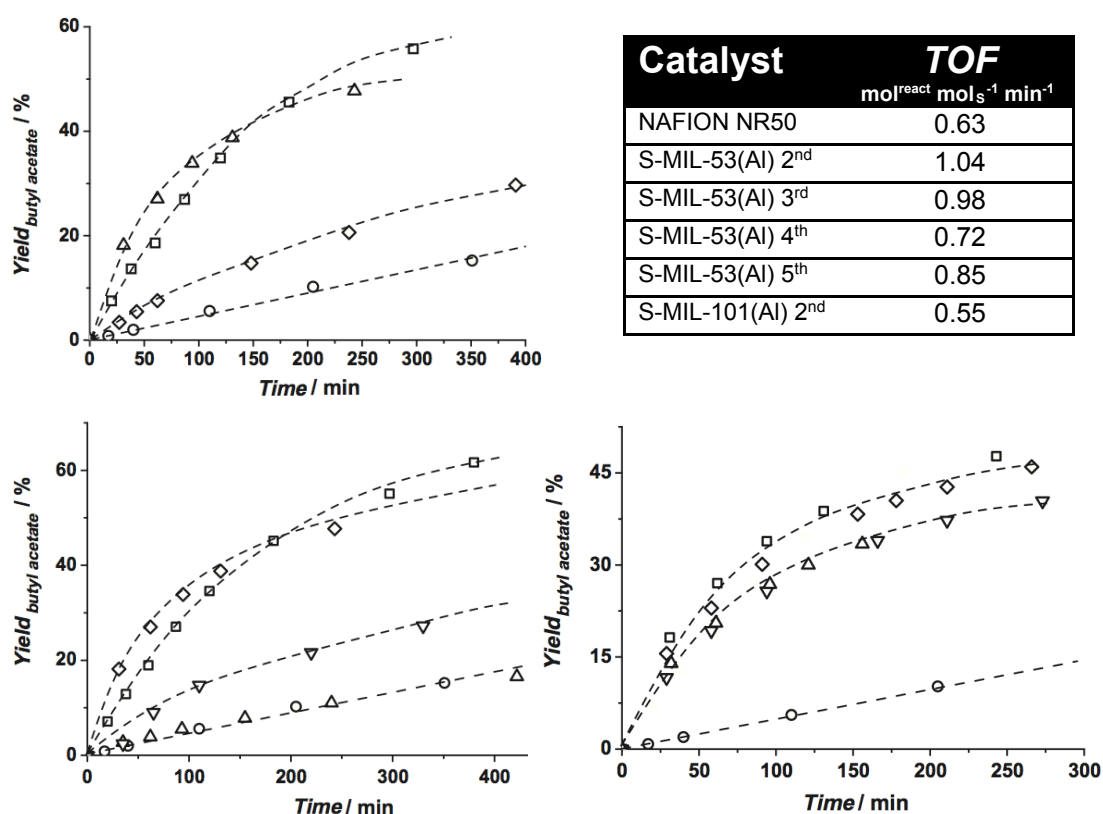 60
40
20
0
0 50 100 150 200 250 300 350 400
Yield butyl acetate / %
Time / min
Catalyst TOF
mol^react mol_S^-1 min^-1
NAFION NR50 0.63
S-MIL-53(Al) 2nd 1.04
S-MIL-53(Al) 3rd 0.98
S-MIL-53(Al) 4th 0.72
S-MIL-53(Al) 5th 0.85
S-MIL-101(Al) 2nd 0.55
60
40
20
0
0 100 200 300 400
Yield butyl acetate / %
Time / min
45
30
15
0
0 50 100 150 200 250 300
Yield butyl acetate / %
Time / min